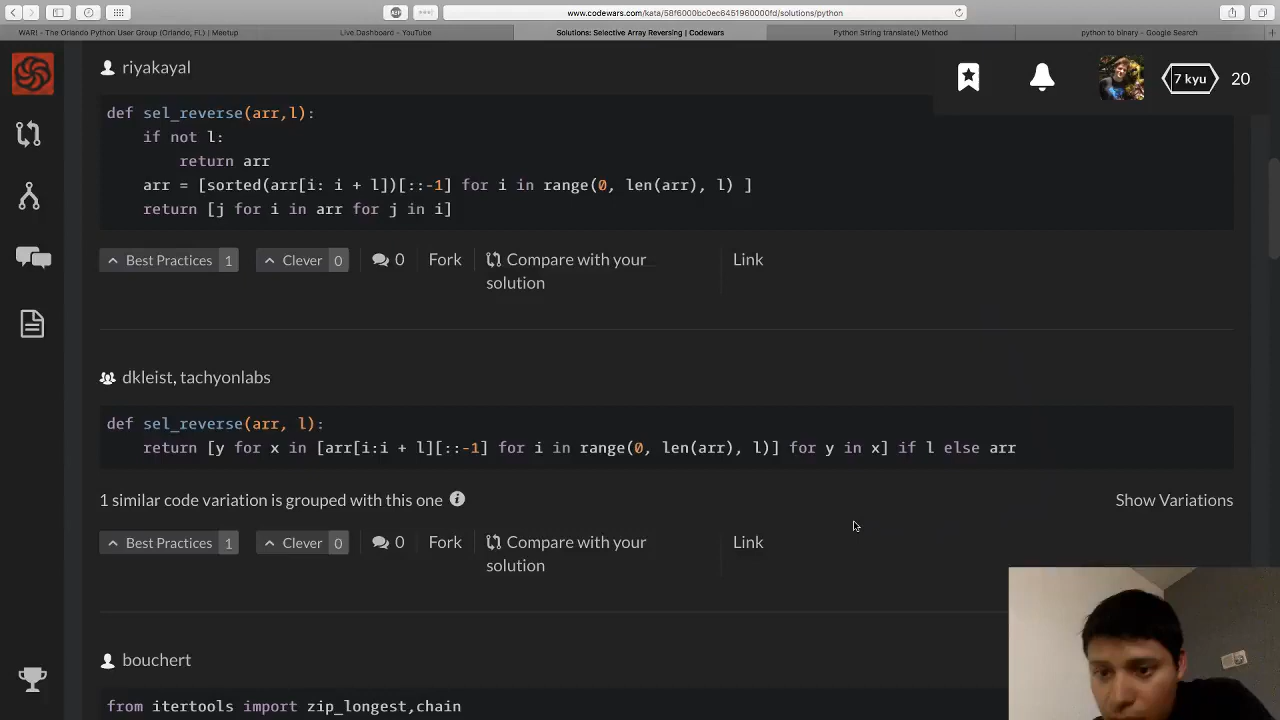 www.codewars.com/kata/58f6000bc0ec6451960000fd/solutions/python
WAR! – The Orlando Python User Group (Orlando, FL) | Meetup
Live Dashboard - YouTube
Solutions: Selective Array Reversing | Codewars
Python String translate() Method
python to binary - Google Search
7 kyu
20
riyakayal
def sel_reverse(arr,l):
    if not l:
        return arr
    arr = [sorted(arr[i: i + l])[::-1] for i in range(0, len(arr), l) ]
    return [j for i in arr for j in i]
Best Practices 1
Clever 0
0
Fork
Compare with your
solution
Link
dkleist, tachyonlabs
def sel_reverse(arr, l):
    return [y for x in [arr[i:i + l][::-1] for i in range(0, len(arr), l)] for y in x] if l else arr
1 similar code variation is grouped with this one
Show Variations
Best Practices 1
Clever 0
0
Fork
Compare with your
solution
Link
bouchert
from itertools import zip_longest,chain